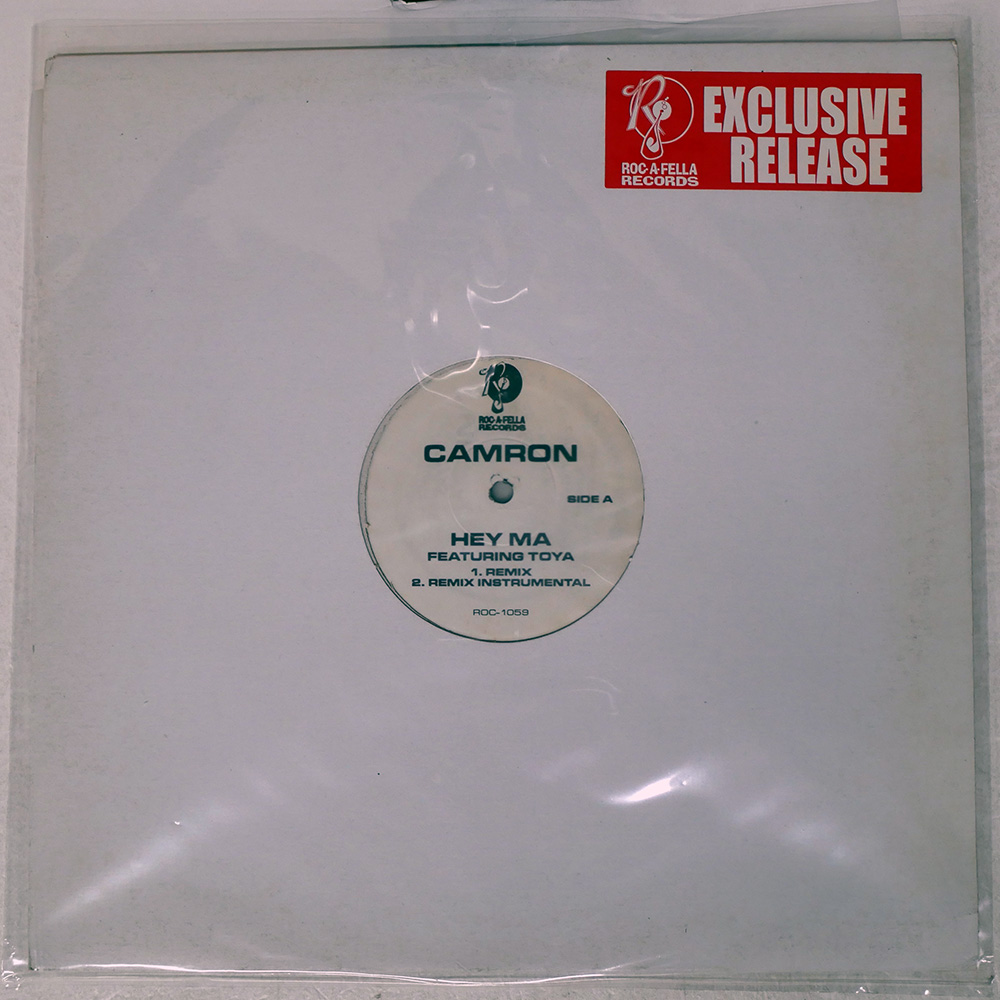 ROC-A-FELLA
RECORDS
EXCLUSIVE
RELEASE
ROC-A-FELLA
RECORDS
CAMRON
SIDE A
HEY MA
FEATURING TOYA
1. REMIX
2. REMIX INSTRUMENTAL
ROC-1059